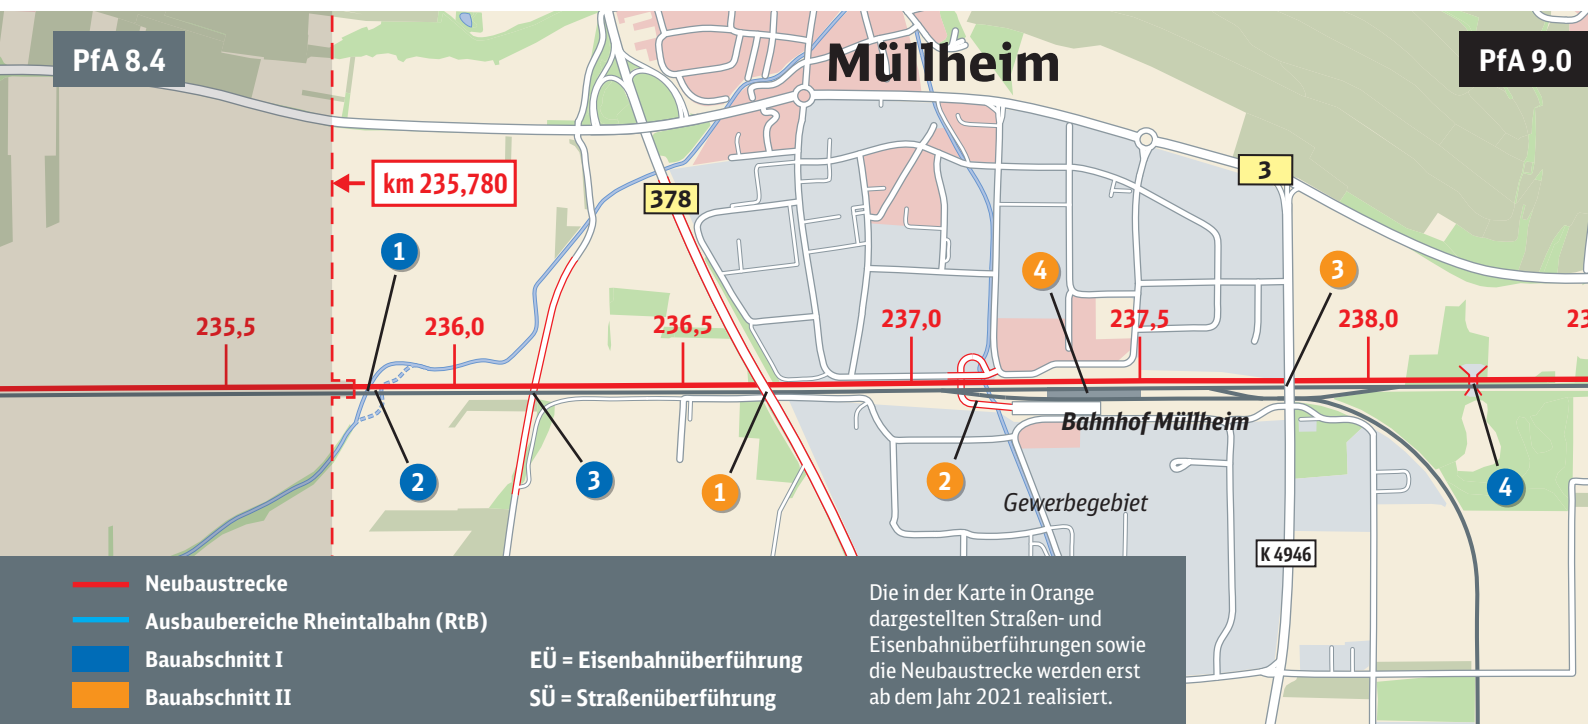 PfA 8.4
Müllheim
PfA 9.0
km 235,780
378
3
1
4
3
235,5
236,0
236,5
237,0
237,5
238,0
23
Bahnhof Müllheim
2
3
1
2
4
Gewerbegebiet
K 4946
Neubaustrecke
Ausbaubereiche Rheintalbahn (RtB)
Bauabschnitt I
Bauabschnitt II
EÜ = Eisenbahnüberführung
SÜ = Straßenüberführung
Die in der Karte in Orange
dargestellten Straßen- und
Eisenbahnüberführungen sowie
die Neubaustrecke werden erst
ab dem Jahr 2021 realisiert.